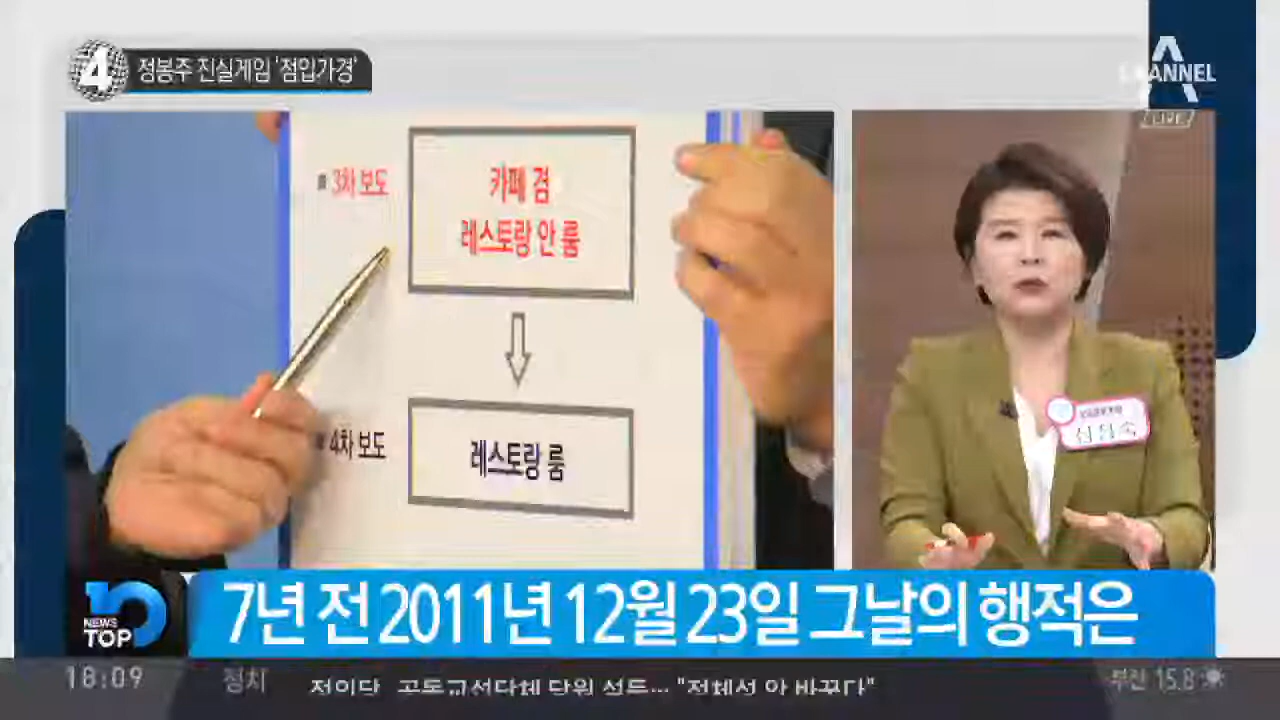 4 정봉주 진실게임 '점입가경'
CHANNEL A
LIVE
■ 3차 보도
카페 겸
레스토랑 안 룸
■ 4차 보도
레스토랑 룸
NEWS
TOP 10
7년 전 2011년 12월 23일 그날의 행적은
18:09 정치
부산 15.8